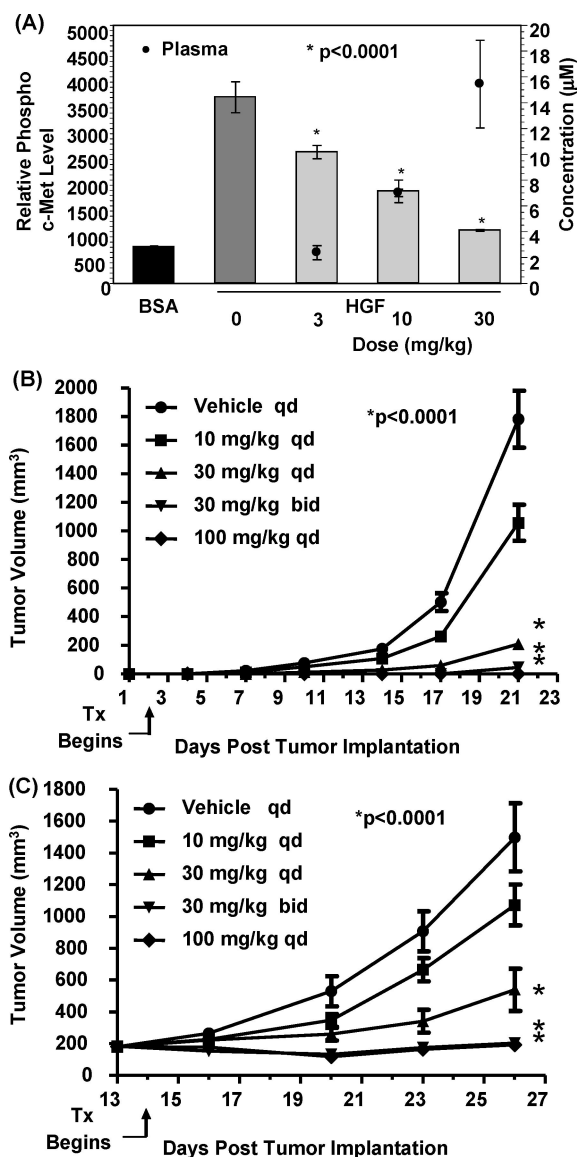 (A)
5000
4500
4000
3500
3000
2500
2000
1500
1000
500
0
Relative Phospho
c-Met Level
Plasma
* p<0.0001
*
*
*
20
18
16
14
12
10
8
6
4
2
0
Concentration (µM)
BSA
HGF
0 3 10 30
Dose (mg/kg)
(B)
2000
1800
1600
1400
1200
1000
800
600
400
200
0
Tumor Volume (mm³)
Vehicle qd
10 mg/kg qd
30 mg/kg qd
30 mg/kg bid
100 mg/kg qd
*p<0.0001
*
*
*
1 3 5 7 9 11 13 15 17 19 21 23
Tx
Begins
Days Post Tumor Implantation
(C)
1800
1600
1400
1200
1000
800
600
400
200
0
Tumor Volume (mm³)
Vehicle qd
10 mg/kg qd
30 mg/kg qd
30 mg/kg bid
100 mg/kg qd
*p<0.0001
*
*
*
13 15 17 19 21 23 25 27
Tx
Begins
Days Post Tumor Implantation